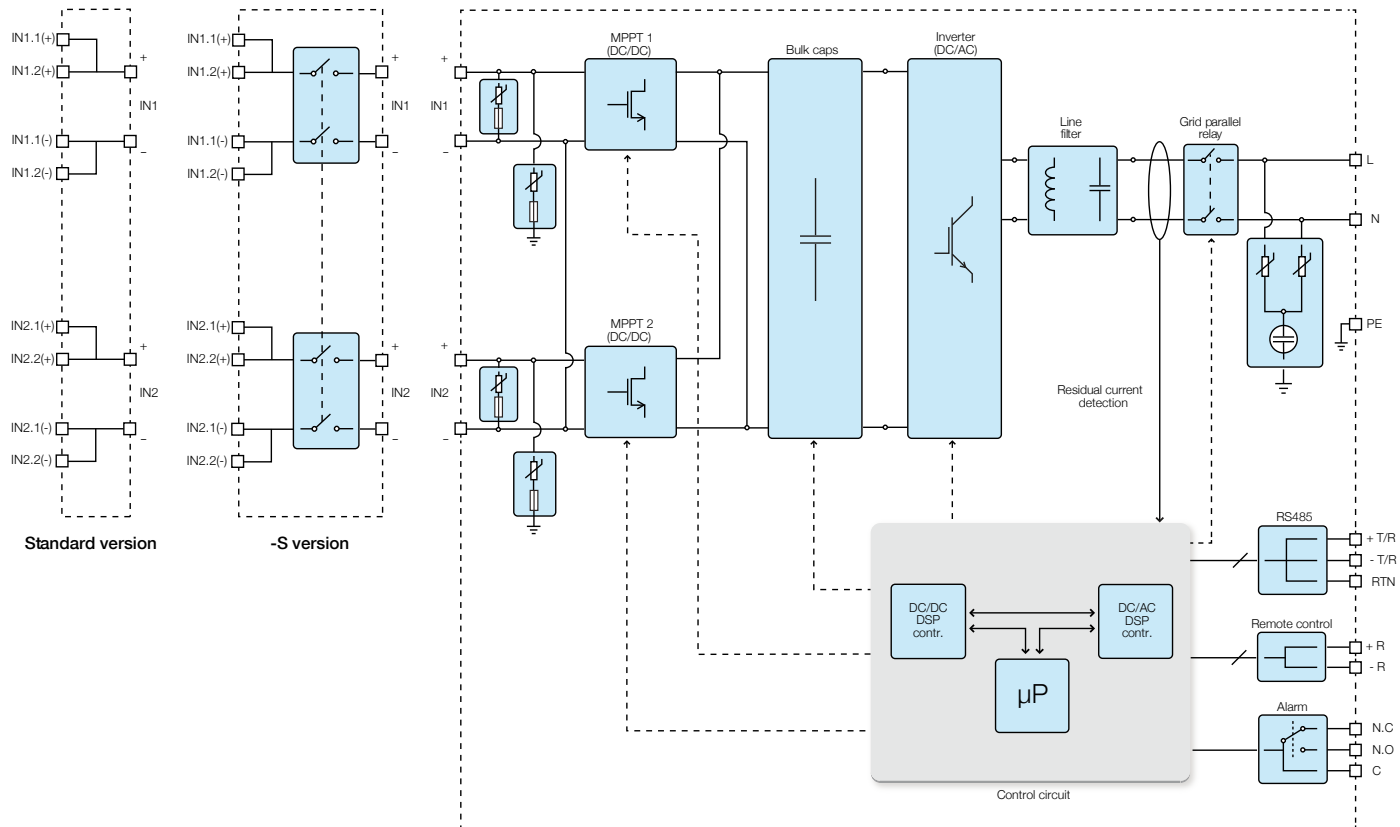 IN1.1(+)
IN1.2(+)
+
IN1
IN1.1(-)
–
IN1.2(-)
IN2.1(+)
+
IN2.2(+)
IN2
IN2.1(-)
–
IN2.2(-)
Standard version
IN1.1(+)
IN1.2(+)
+
IN1
IN1.1(-)
–
IN1.2(-)
IN2.1(+)
+
IN2.2(+)
IN2
IN2.1(-)
–
IN2.2(-)
-S version
+
IN1
–
+
IN2
–
MPPT 1
(DC/DC)
MPPT 2
(DC/DC)
Bulk caps
Inverter
(DC/AC)
Line
filter
Grid parallel
relay
L
N
PE
Residual current
detection
DC/DC
DSP
contr.
DC/AC
DSP
contr.
µP
Control circuit
RS485
+ T/R
- T/R
RTN
Remote control
+ R
- R
Alarm
N.C
N.O
C